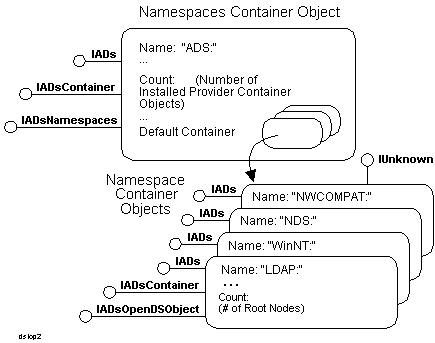 Namespaces Container Object
IADs
Name: "ADS:"
...
IADsContainer
Count: (Number of
Installed Provider Container
Objects)
...
IADsNamespaces
Default Container
IUnknown
Namespace
Container
Objects
IADs
Name: "NWCOMPAT:"
IADs
Name: "NDS:"
IADs
Name: "WinNT:"
IADs
Name: "LDAP:"
...
IADsContainer
Count:
(# of Root Nodes)
IADsOpenDSObject
dslop2